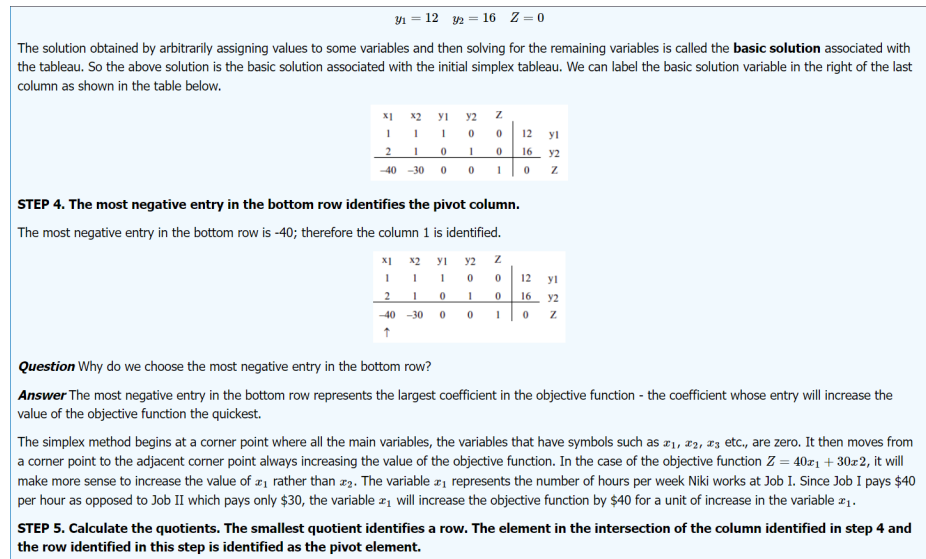 y1 = 12 y2 = 16 Z = 0
The solution obtained by arbitrarily assigning values to some variables and then solving for the remaining variables is called the basic solution associated with
the tableau. So the above solution is the basic solution associated with the initial simplex tableau. We can label the basic solution variable in the right of the last
column as shown in the table below.
x1 x2 y1 y2 Z
1 1 1 0 0 12 y1
2 1 0 1 0 16 y2
-40 -30 0 0 1 0 Z
STEP 4. The most negative entry in the bottom row identifies the pivot column.
The most negative entry in the bottom row is -40; therefore the column 1 is identified.
x1 x2 y1 y2 Z
1 1 1 0 0 12 y1
2 1 0 1 0 16 y2
-40 -30 0 0 1 0 Z
↑
Question Why do we choose the most negative entry in the bottom row?
Answer The most negative entry in the bottom row represents the largest coefficient in the objective function - the coefficient whose entry will increase the
value of the objective function the quickest.
The simplex method begins at a corner point where all the main variables, the variables that have symbols such as x1, x2, x3 etc., are zero. It then moves from
a corner point to the adjacent corner point always increasing the value of the objective function. In the case of the objective function Z = 40x1 + 30x2, it will
make more sense to increase the value of x1 rather than x2. The variable x1 represents the number of hours per week Niki works at Job I. Since Job I pays $40
per hour as opposed to Job II which pays only $30, the variable x1 will increase the objective function by $40 for a unit of increase in the variable x1.
STEP 5. Calculate the quotients. The smallest quotient identifies a row. The element in the intersection of the column identified in step 4 and
the row identified in this step is identified as the pivot element.